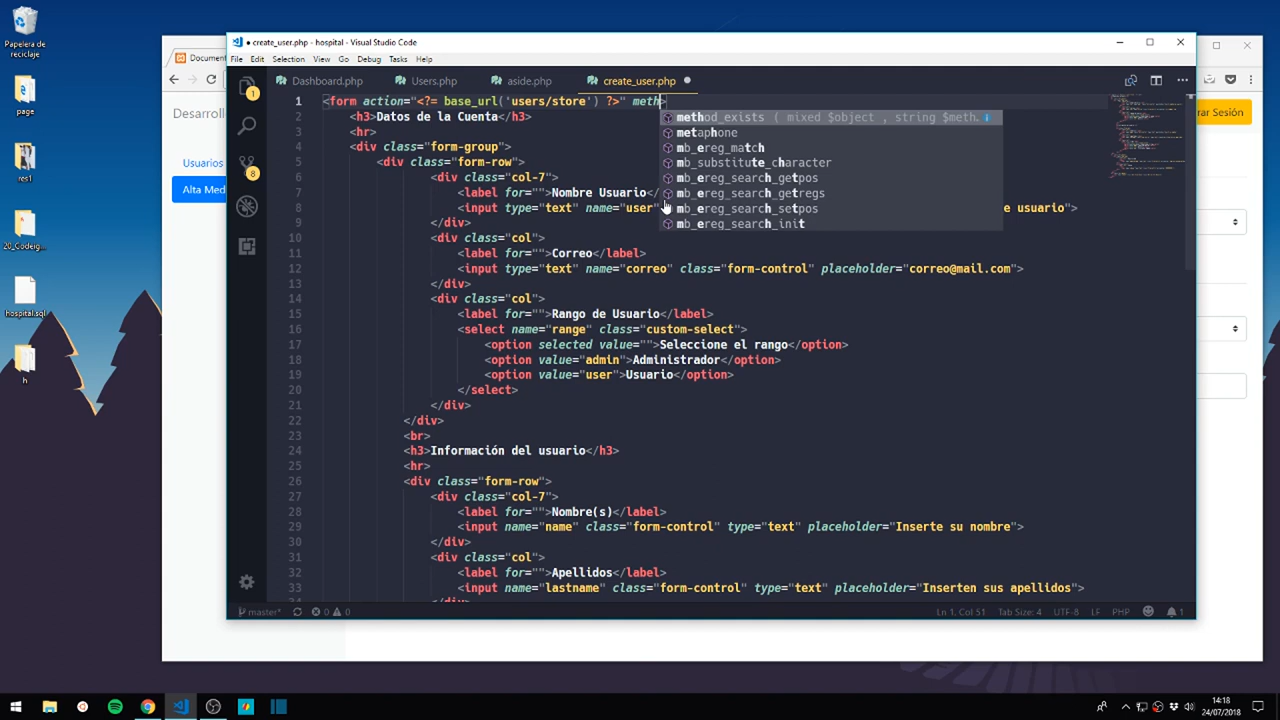 Papelera de
reciclaje
page
res1
20_Codeig...
hospital.sql
h
Document
Desarroll
Usuarios
Alta Med
rar Sesión
● create_user.php - hospital - Visual Studio Code
File Edit Selection View Go Debug Tasks Help
Dashboard.php Users.php aside.php create_user.php
1 <form action="<?= base_url('users/store') ?>" meth>
method_exists ( mixed $object , string $meth…
metaphone
mb_ereg_match
mb_substitute_character
mb_ereg_search_getpos
mb_ereg_search_getregs
mb_ereg_search_setpos
mb_ereg_search_init
2 <h3>Datos de la Cuenta</h3>
3 <hr>
4 <div class="form-group">
5 <div class="form-row">
6 <div class="col-7">
7 <label for="">Nombre Usuario</
8 <input type="text" name="user" e usuario">
9 </div>
10 <div class="col">
11 <label for="">Correo</label>
12 <input type="text" name="correo" class="form-control" placeholder="correo@mail.com">
13 </div>
14 <div class="col">
15 <label for="">Rango de Usuario</label>
16 <select name="range" class="custom-select">
17 <option selected value="">Seleccione el rango</option>
18 <option value="admin">Administrador</option>
19 <option value="user">Usuario</option>
20 </select>
21 </div>
22 </div>
23 <br>
24 <h3>Información del usuario</h3>
25 <hr>
26 <div class="form-row">
27 <div class="col-7">
28 <label for="">Nombre(s)</label>
29 <input name="name" class="form-control" type="text" placeholder="Inserte su nombre">
30 </div>
31 <div class="col">
32 <label for="">Apellidos</label>
33 <input name="lastname" class="form-control" type="text" placeholder="Inserten sus apellidos">
1
8
master* 0 0 Ln 1, Col 51 Tab Size: 4 UTF-8 LF PHP 1
14:18
24/07/2018